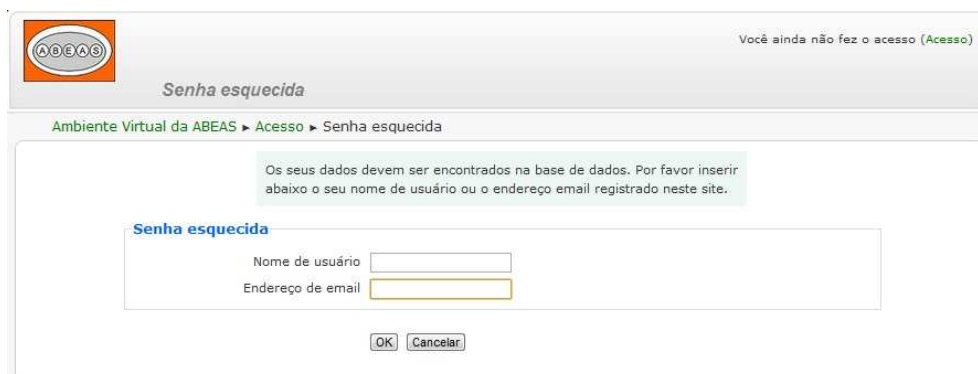 ABEAS
Você ainda não fez o acesso (Acesso)
Senha esquecida
Ambiente Virtual da ABEAS ► Acesso ► Senha esquecida
Os seus dados devem ser encontrados na base de dados. Por favor inserir
abaixo o seu nome de usuário ou o endereço email registrado neste site.
Senha esquecida
Nome de usuário
Endereço de email
OK Cancelar